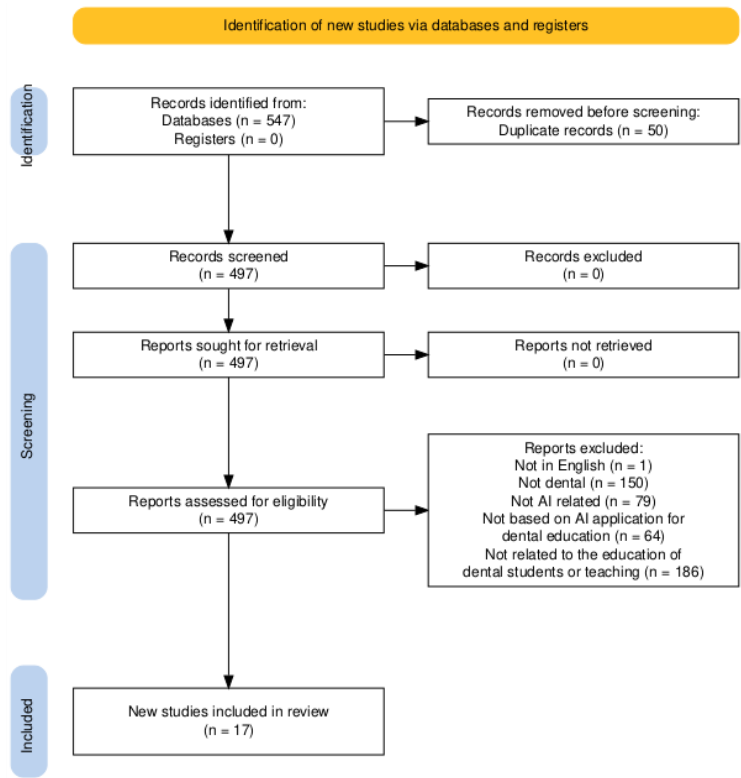 Identification of new studies via databases and registers
Identification
Records identified from:
Databases (n = 547)
Registers (n = 0)
Records removed before screening:
Duplicate records (n = 50)
Screening
Records screened
(n = 497)
Records excluded
(n = 0)
Reports sought for retrieval
(n = 497)
Reports not retrieved
(n = 0)
Reports assessed for eligibility
(n = 497)
Reports excluded:
Not in English (n = 1)
Not dental (n = 150)
Not AI related (n = 79)
Not based on AI application for
dental education (n = 64)
Not related to the education of
dental students or teaching (n = 186)
Included
New studies included in review
(n = 17)